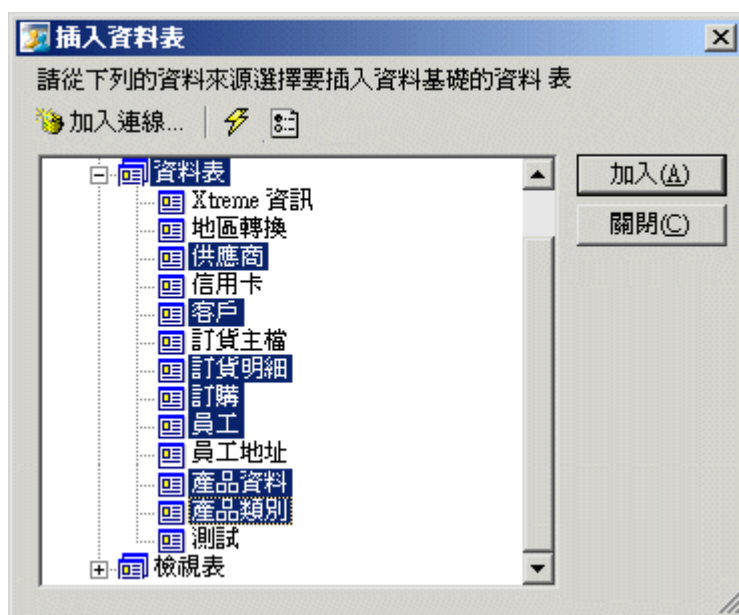 插入資料表
請從下列的資料來源選擇要插入資料基礎的資料 表
加入連線...
資料表
Xtreme 資訊
地區轉換
供應商
信用卡
客戶
訂貨主檔
訂貨明細
訂購
員工
員工地址
產品資料
產品類別
測試
檢視表
加入(A)
關閉(C)